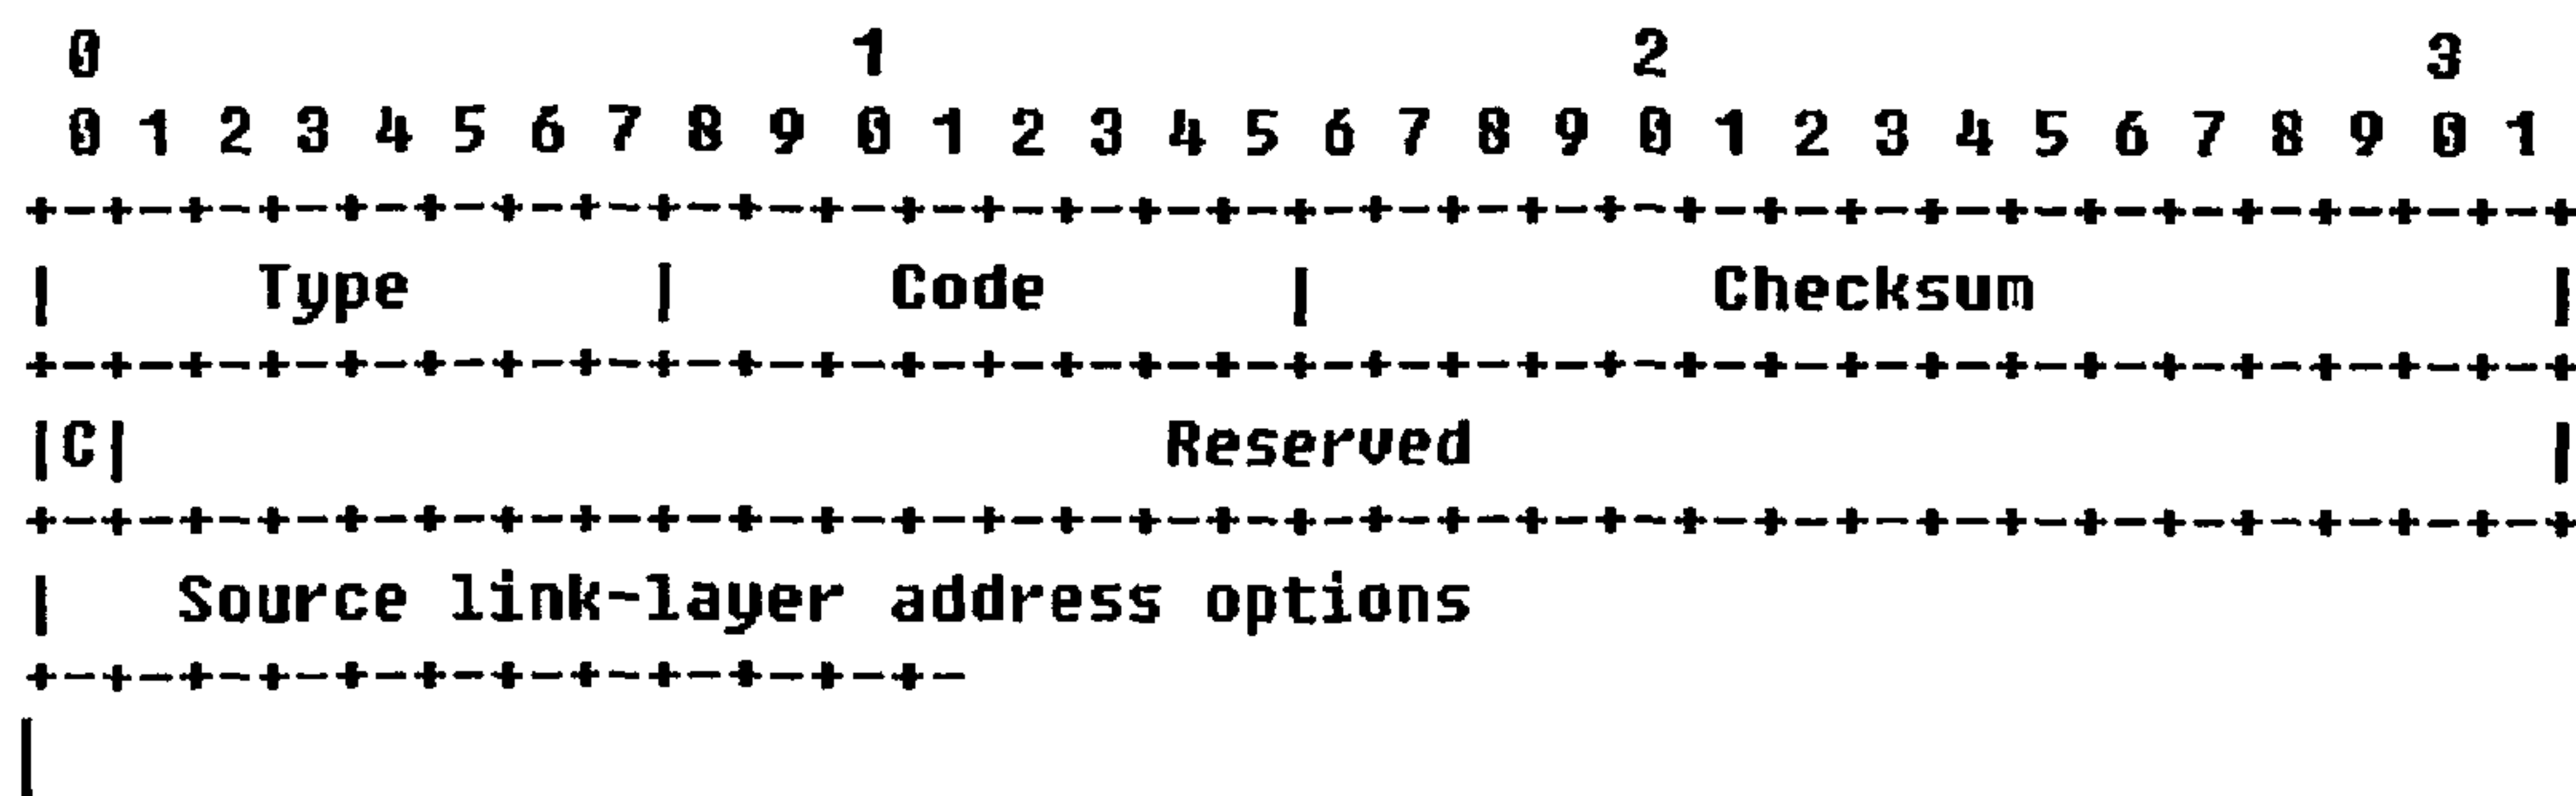 0                   1                   2                   3
 0 1 2 3 4 5 6 7 8 9 0 1 2 3 4 5 6 7 8 9 0 1 2 3 4 5 6 7 8 9 0 1
+-+-+-+-+-+-+-+-+-+-+-+-+-+-+-+-+-+-+-+-+-+-+-+-+-+-+-+-+-+-+-+-+
|     Type      |     Code      |          Checksum             |
+-+-+-+-+-+-+-+-+-+-+-+-+-+-+-+-+-+-+-+-+-+-+-+-+-+-+-+-+-+-+-+-+
|C|                          Reserved                           |
+-+-+-+-+-+-+-+-+-+-+-+-+-+-+-+-+-+-+-+-+-+-+-+-+-+-+-+-+-+-+-+-+
|   Source link-layer address options
+-+-+-+-+-+-+-+-+-+-+-+-
|